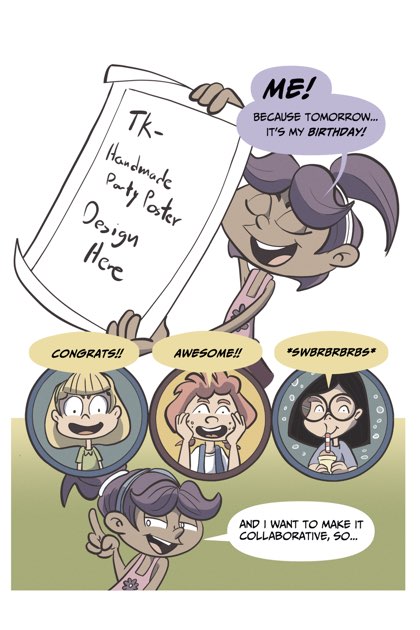 ME!
BECAUSE TOMORROW...
IT'S MY BIRTHDAY!
TK-
Handmade
Party Poster
Design
Here
CONGRATS!!
AWESOME!!
*SWBRBRBRBS*
AND I WANT TO MAKE IT
COLLABORATIVE, SO...